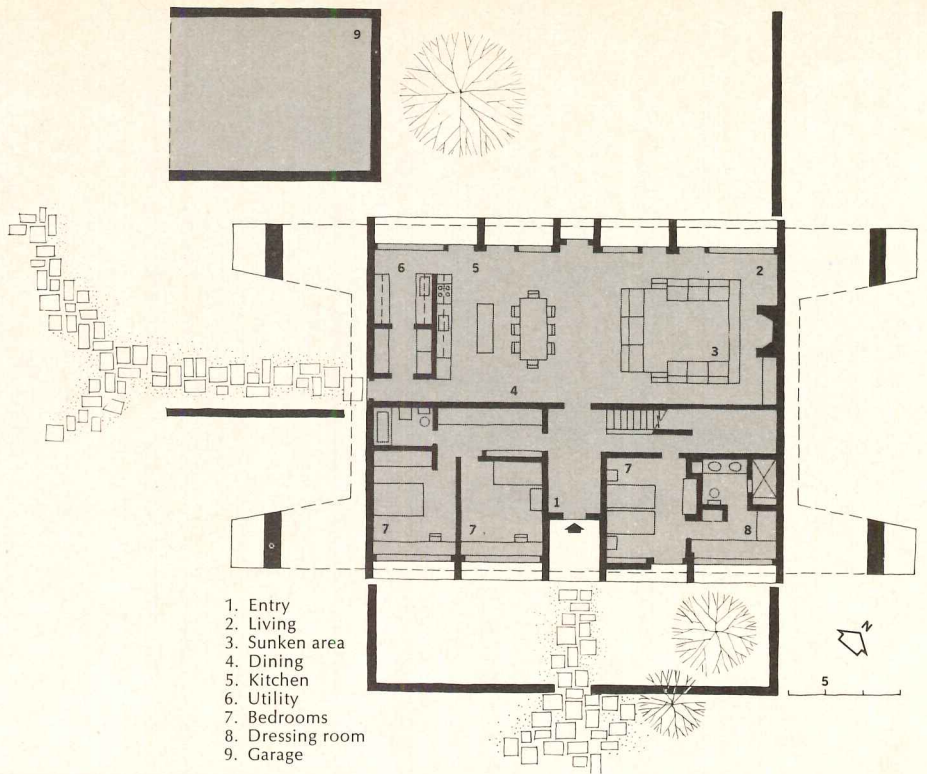 9
6
5
2
3
4
7
1
7
7
8
1. Entry
2. Living
3. Sunken area
4. Dining
5. Kitchen
6. Utility
7. Bedrooms
8. Dressing room
9. Garage
N
5